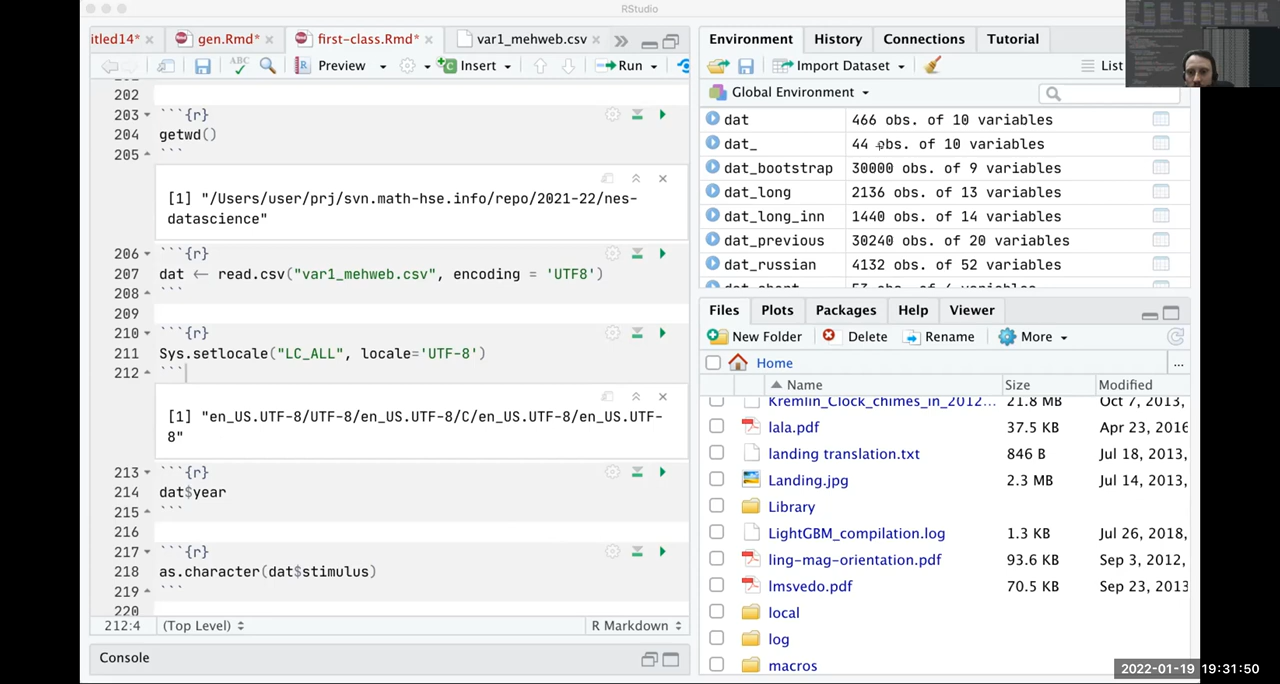 RStudio
itled14* gen.Rmd* first-class.Rmd* var1_mehweb.csv
ABC Preview Insert Run
202
203 ```{r}
204 getwd()
205 ```
[1] "/Users/user/prj/svn.math-hse.info/repo/2021-22/nes-
datascience"
206 ```{r}
207 dat <- read.csv("var1_mehweb.csv", encoding = 'UTF8')
208 ```
209
210 ```{r}
211 Sys.setlocale("LC_ALL", locale='UTF-8')
212 ```
[1] "en_US.UTF-8/UTF-8/en_US.UTF-8/C/en_US.UTF-8/en_US.UTF-
8"
213 ```{r}
214 dat$year
215 ```
216
217 ```{r}
218 as.character(dat$stimulus)
219 ```
220
212:4 (Top Level) R Markdown
Console
Environment History Connections Tutorial
Import Dataset List
Global Environment
dat 466 obs. of 10 variables
dat_ 44 obs. of 10 variables
dat_bootstrap 30000 obs. of 9 variables
dat_long 2136 obs. of 13 variables
dat_long_inn 1440 obs. of 14 variables
dat_previous 30240 obs. of 20 variables
dat_russian 4132 obs. of 52 variables
Files Plots Packages Help Viewer
New Folder Delete Rename More
Home ...
Name Size Modified
Kremlin_Clock_chimes_in_2012... 21.8 MB Oct 7, 2013,
lala.pdf 37.5 KB Apr 23, 2016
landing translation.txt 846 B Jul 18, 2013,
Landing.jpg 2.3 MB Jul 14, 2013,
Library
LightGBM_compilation.log 1.3 KB Jul 26, 2018,
ling-mag-orientation.pdf 93.6 KB Sep 3, 2012,
lmsvedo.pdf 70.5 KB Sep 23, 2013
local
log
macros
2022-01-19 19:31:50